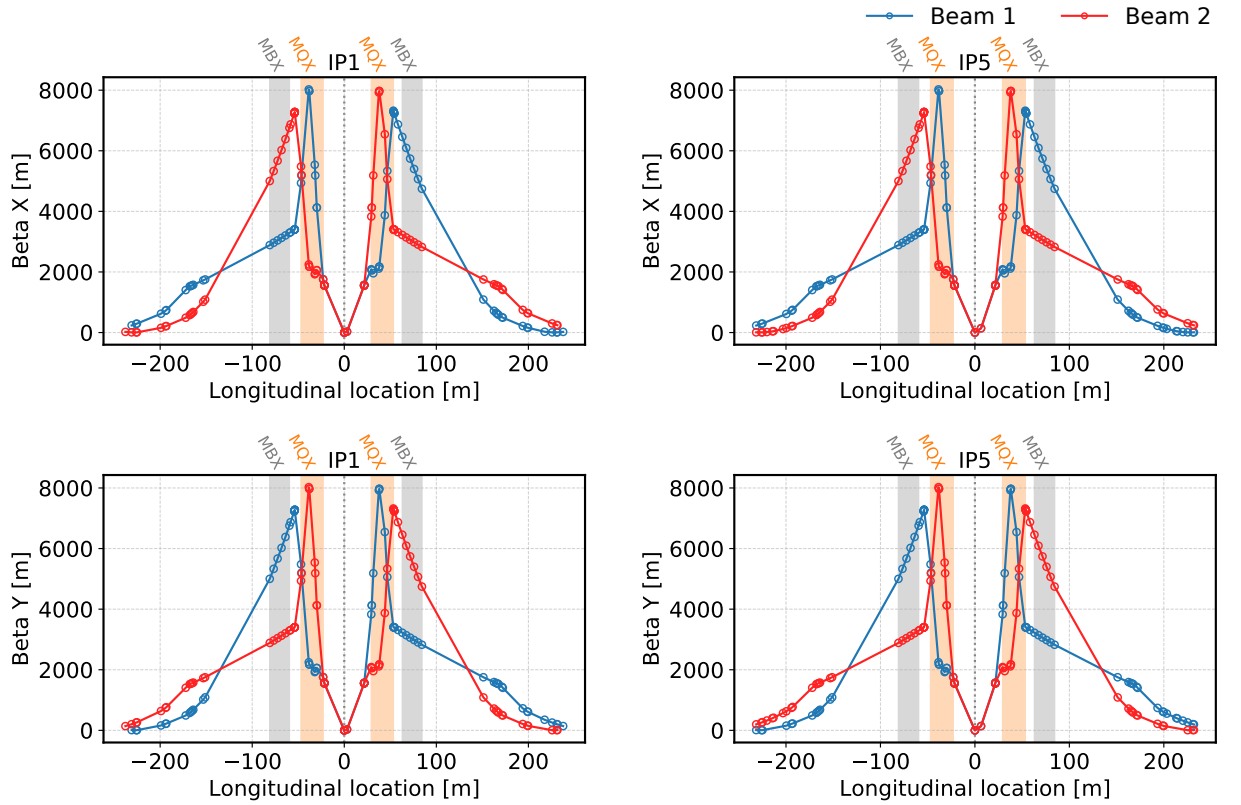 Beam 1 Beam 2
MBX MQX IP1 MQX MBX
MBX MQX IP5 MQX MBX
Beta X [m]
8000
6000
4000
2000
0
−200 −100 0 100 200
Longitudinal location [m]
Beta X [m]
8000
6000
4000
2000
0
−200 −100 0 100 200
Longitudinal location [m]
MBX MQX IP1 MQX MBX
MBX MQX IP5 MQX MBX
Beta Y [m]
8000
6000
4000
2000
0
−200 −100 0 100 200
Longitudinal location [m]
Beta Y [m]
8000
6000
4000
2000
0
−200 −100 0 100 200
Longitudinal location [m]